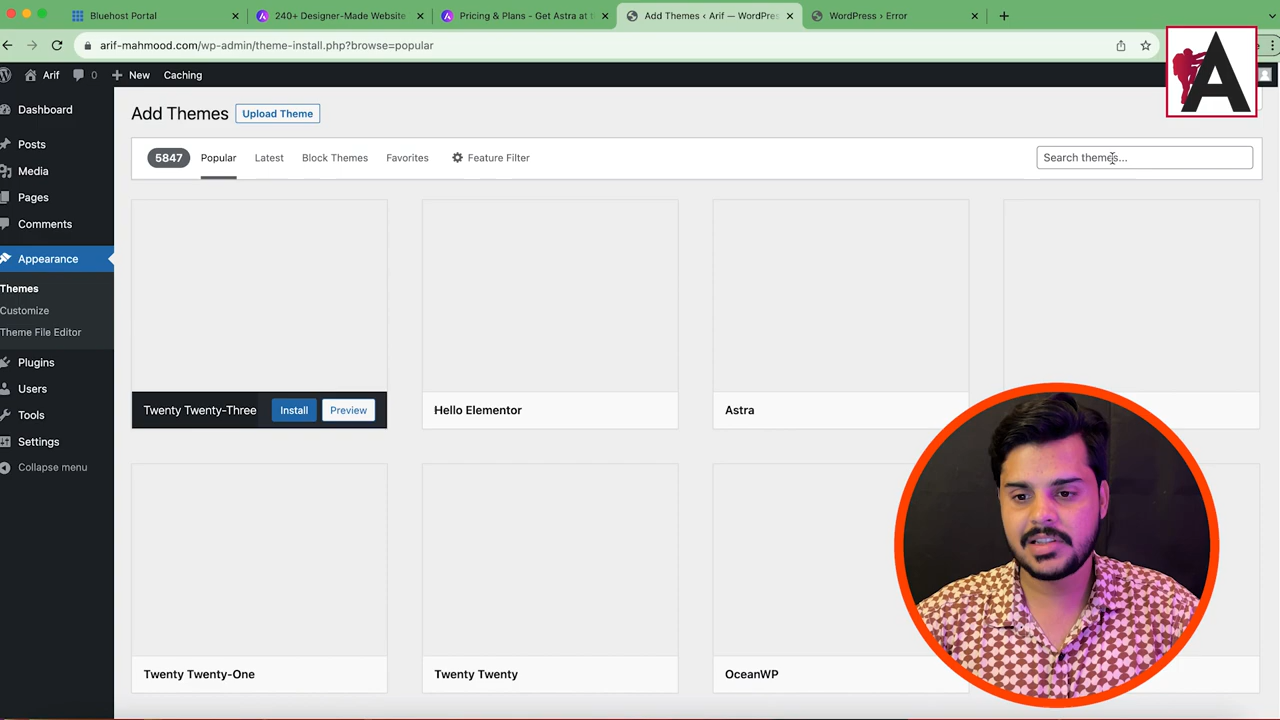 Bluehost Portal
240+ Designer-Made Website
Pricing & Plans - Get Astra at t
Add Themes ‹ Arif — WordPres
WordPress › Error
arif-mahmood.com/wp-admin/theme-install.php?browse=popular
Arif
0
New
Caching
A
Dashboard
Posts
Media
Pages
Comments
Appearance
Themes
Customize
Theme File Editor
Plugins
Users
Tools
Settings
Collapse menu
Add Themes
Upload Theme
5847
Popular
Latest
Block Themes
Favorites
Feature Filter
Search themes...
Twenty Twenty-Three
Install
Preview
Hello Elementor
Astra
Twenty Twenty-One
Twenty Twenty
OceanWP